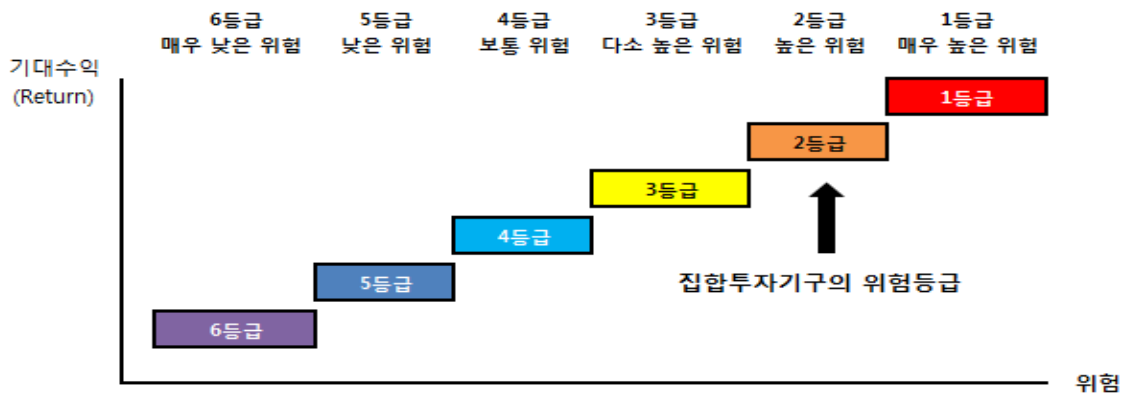 6등급 5등급 4등급 3등급 2등급 1등급
매우 낮은 위험 낮은 위험 보통 위험 다소 높은 위험 높은 위험 매우 높은 위험
기대수익
(Return)
1등급
2등급
3등급
4등급
5등급
집합투자기구의 위험등급
6등급
위험